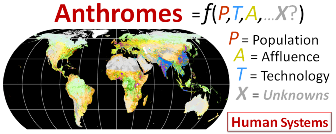 Anthromes =f(P,T,A,...X?)
P = Population
A = Affluence
T = Technology
X = Unknowns
Human Systems